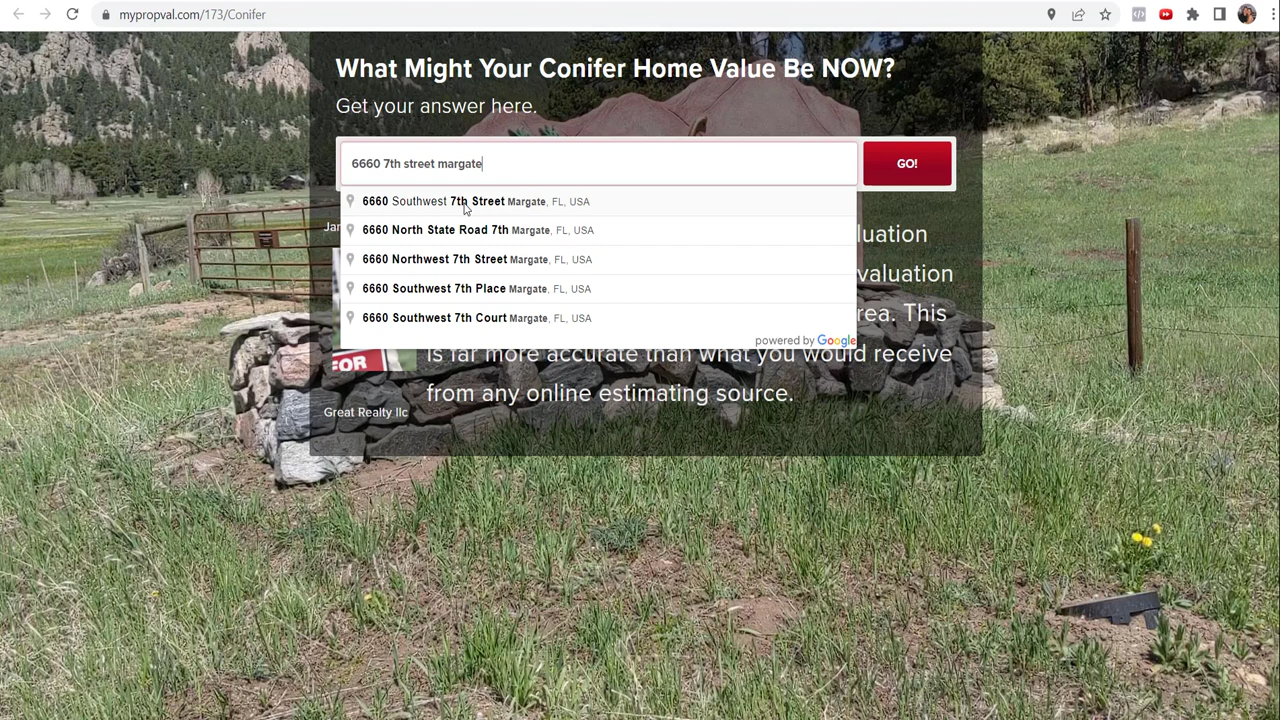 mypropval.com/173/Conifer
What Might Your Conifer Home Value Be NOW?
Get your answer here.
6660 7th street margate
GO!
6660 Southwest 7th Street Margate, FL, USA
6660 North State Road 7th Margate, FL, USA
6660 Northwest 7th Street Margate, FL, USA
6660 Southwest 7th Place Margate, FL, USA
6660 Southwest 7th Court Margate, FL, USA
powered by Google
Jan
luation
valuation
rea. This
is far more accurate than what you would receive
from any online estimating source.
FOR
Great Realty llc